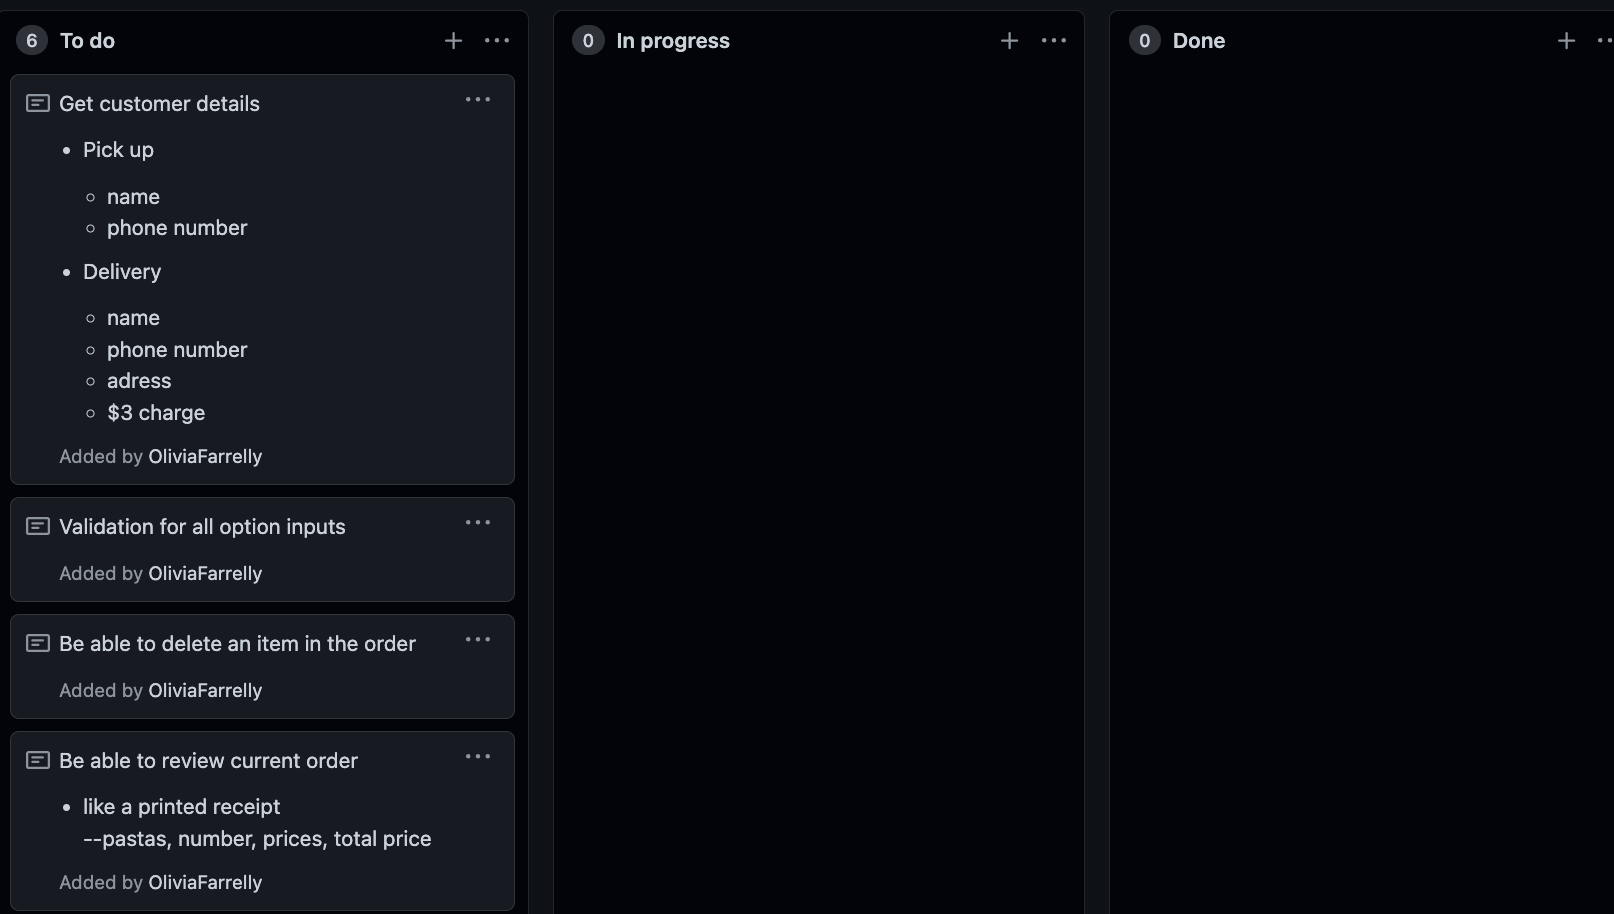 6 To do
Get customer details
Pick up
name
phone number
Delivery
name
phone number
adress
$3 charge
Added by OliviaFarrelly
Validation for all option inputs
Added by OliviaFarrelly
Be able to delete an item in the order
Added by OliviaFarrelly
Be able to review current order
like a printed receipt
--pastas, number, prices, total price
Added by OliviaFarrelly
0 In progress
0 Done